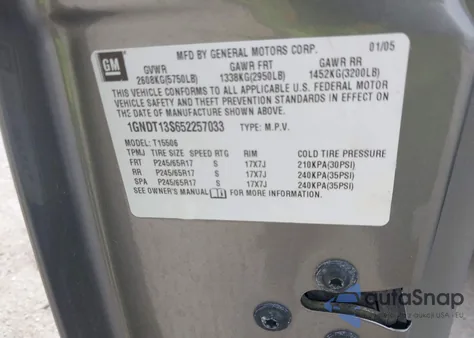 GM
MFD BY GENERAL MOTORS CORP. 01/05
GVWR GAWR FRT GAWR RR
2608KG(5750LB) 1338KG(2950LB) 1452KG(3200LB)
THIS VEHICLE CONFORMS TO ALL APPLICABLE U.S. FEDERAL MOTOR
VEHICLE SAFETY AND THEFT PREVENTION STANDARDS IN EFFECT ON
THE DATE OF MANUFACTURE SHOWN ABOVE.
1GNDT13S652257033 TYPE: M.P.V.
MODEL: T15506
TPMJ TIRE SIZE SPEED RTG RIM COLD TIRE PRESSURE
FRT P245/65R17 S 17X7J 210KPA(30PSI)
RR P245/65R17 S 17X7J 240KPA(35PSI)
SPA P245/65R17 S 17X7J 240KPA(35PSI)
SEE OWNER'S MANUAL FOR MORE INFORMATION.